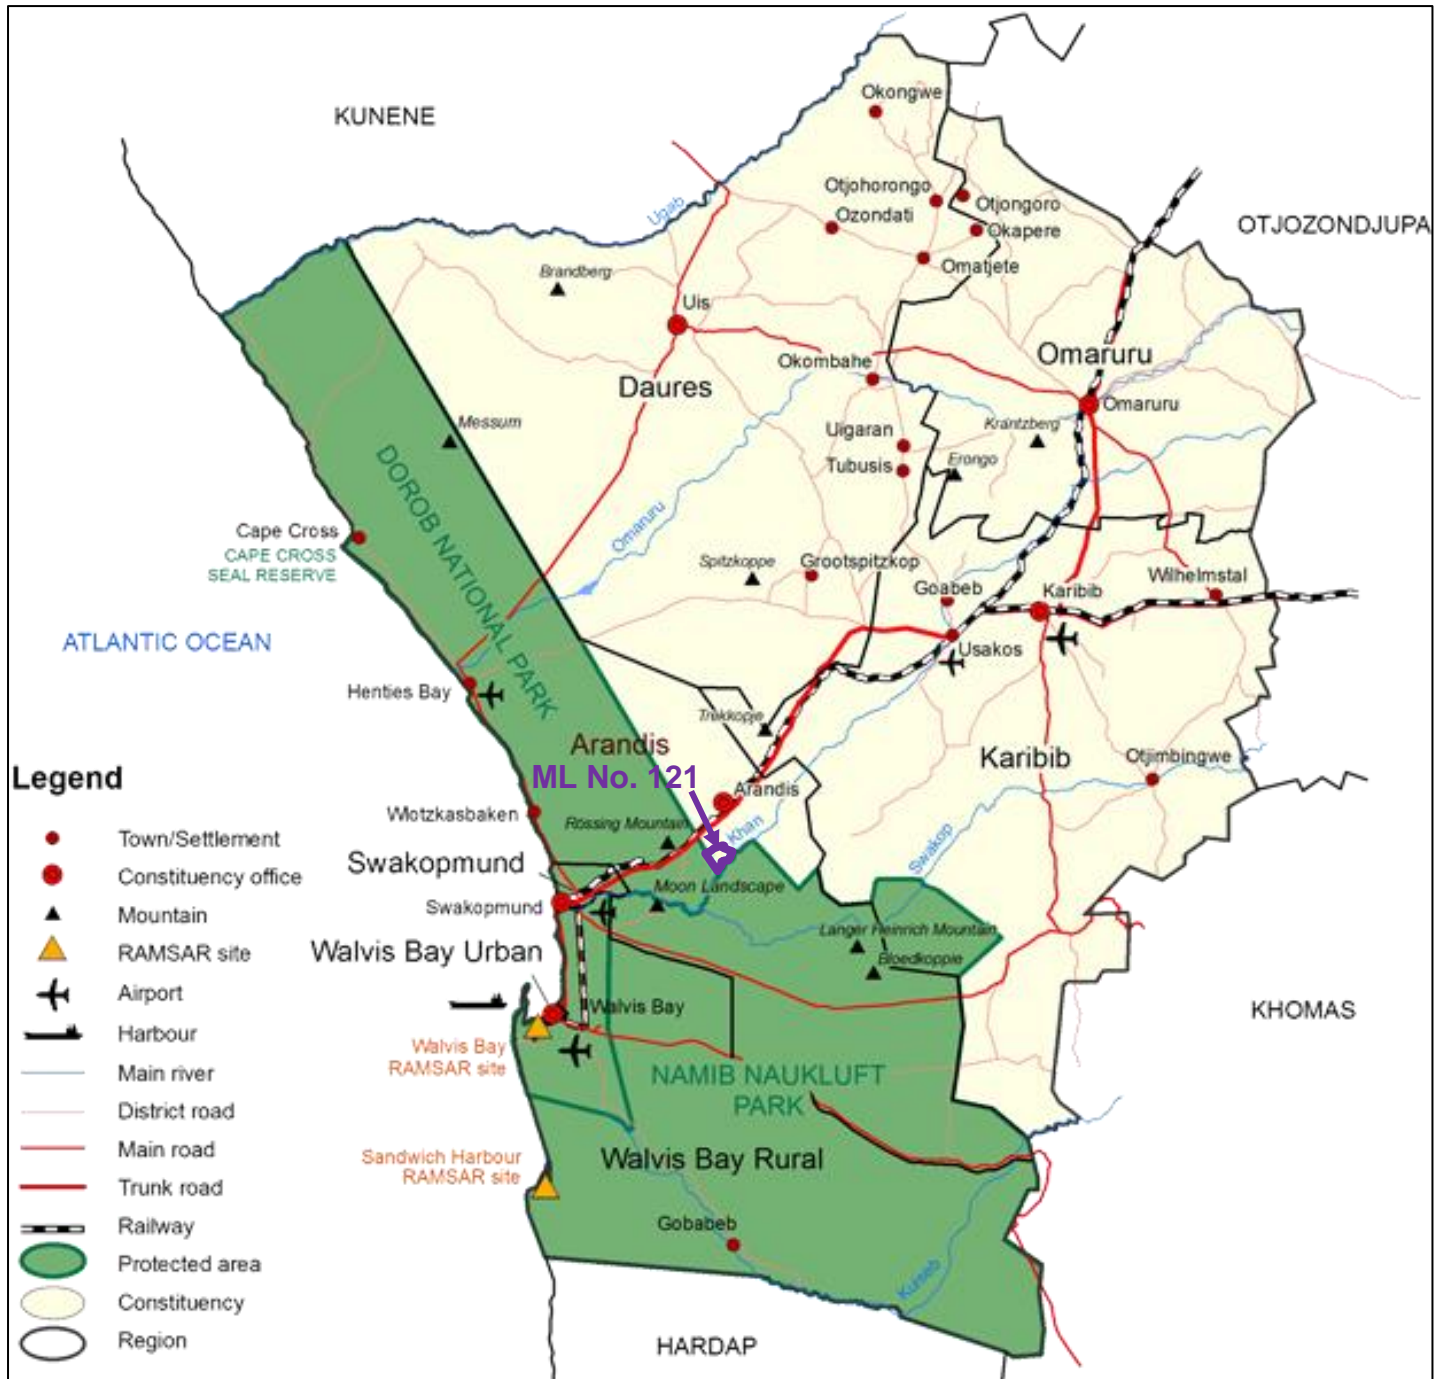 KUNENE
Okongwe
Otjohorongo
Otjongoro
Ozondati
Okapere
OTJOZONDJUPA
Omatjete
Ugab
Brandberg
Uis
Omaruru
Okombahe
Daures
Omaruru
Messum
Krantzberg
Uigaran
Erongo
Tubusis
DOROB NATIONAL PARK
Omaruru
Cape Cross
CAPE CROSS
SEAL RESERVE
Spitzkoppe
Grootspitzkop
Goabeb
Karibib
Wilhelmstal
ATLANTIC OCEAN
Usakos
Henties Bay
Trekkopje
Arandis
Karibib
Otjimbingwe
Legend
ML No. 121
Arandis
Wlotzkasbaken
Rossing Mountain
Khan
Swakop
Town/Settlement
Swakopmund
Constituency office
Moon Landscape
Mountain
Swakopmund
Langer Heinrich Mountain
RAMSAR site
Walvis Bay Urban
Bloedkoppie
Airport
Walvis Bay
KHOMAS
Harbour
Walvis Bay
RAMSAR site
Main river
NAMIB NAUKLUFT
PARK
District road
Main road
Sandwich Harbour
RAMSAR site
Walvis Bay Rural
Trunk road
Railway
Gobabeb
Protected area
Kuiseb
Constituency
Region
HARDAP